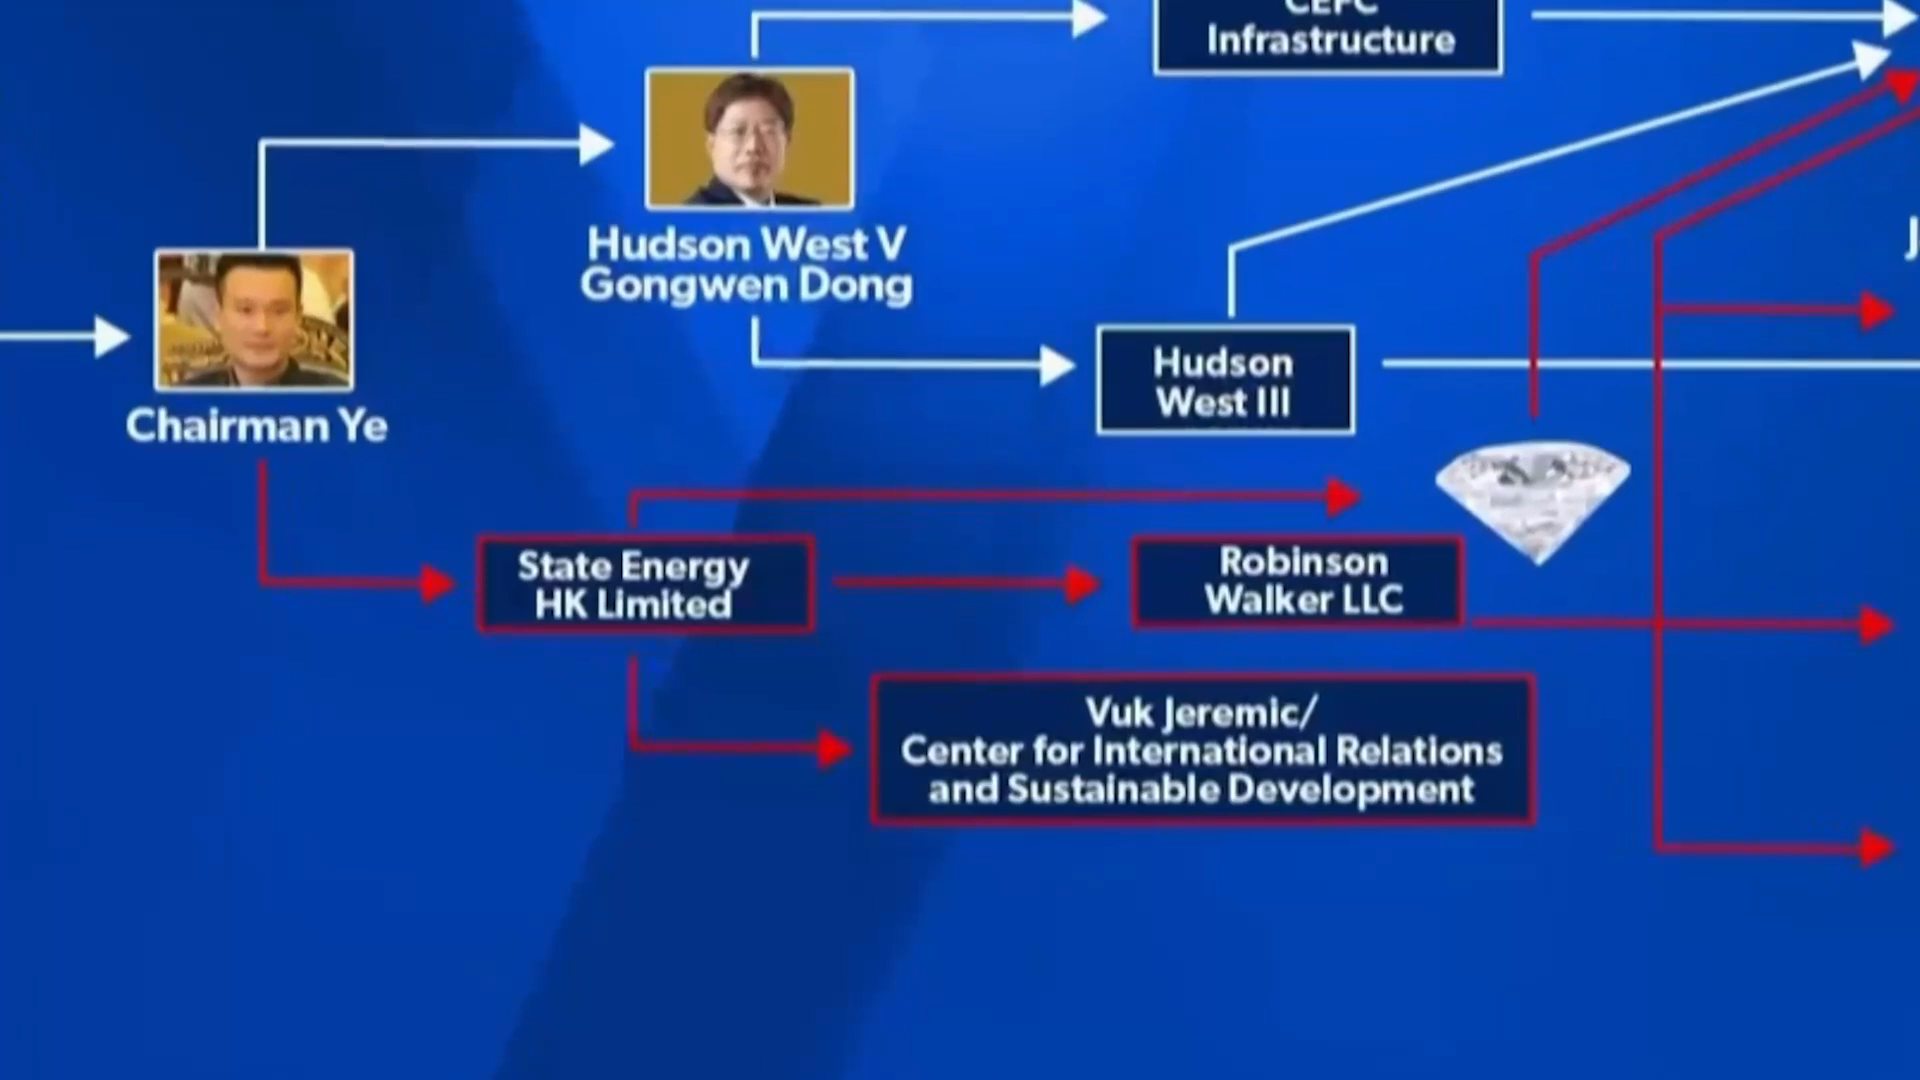 CEFC
Infrastructure
Hudson West V
Gongwen Dong
Hudson
West III
Chairman Ye
State Energy
HK Limited
Robinson
Walker LLC
Vuk Jeremic/
Center for International Relations
and Sustainable Development